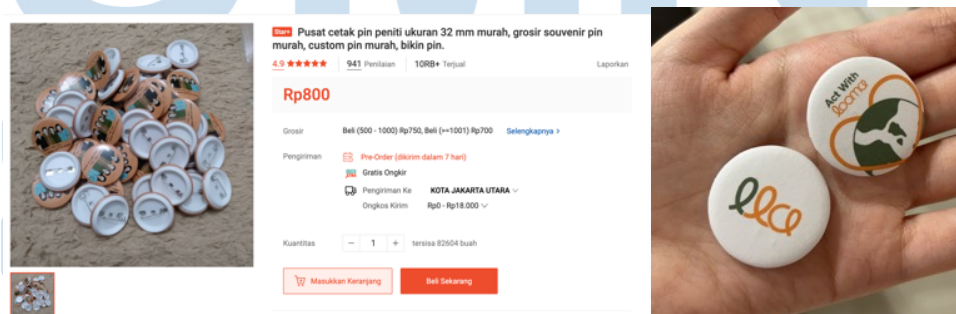 Star+ Pusat cetak pin peniti ukuran 32 mm murah, grosir souvenir pin
murah, custom pin murah, bikin pin.
4.9 ★★★★★ 941 Penilaian 10RB+ Terjual Laporkan
Rp800
Grosir Beli (500 - 1000) Rp750, Beli (>=1001) Rp700 Selengkapnya >
Pengiriman Pre-Order (dikirim dalam 7 hari)
Gratis Ongkir
Pengiriman Ke KOTA JAKARTA UTARA
Ongkos Kirim Rp0 - Rp18.000
Kuantitas − 1 + tersisa 82604 buah
Masukkan Keranjang Beli Sekarang
Act With
loama